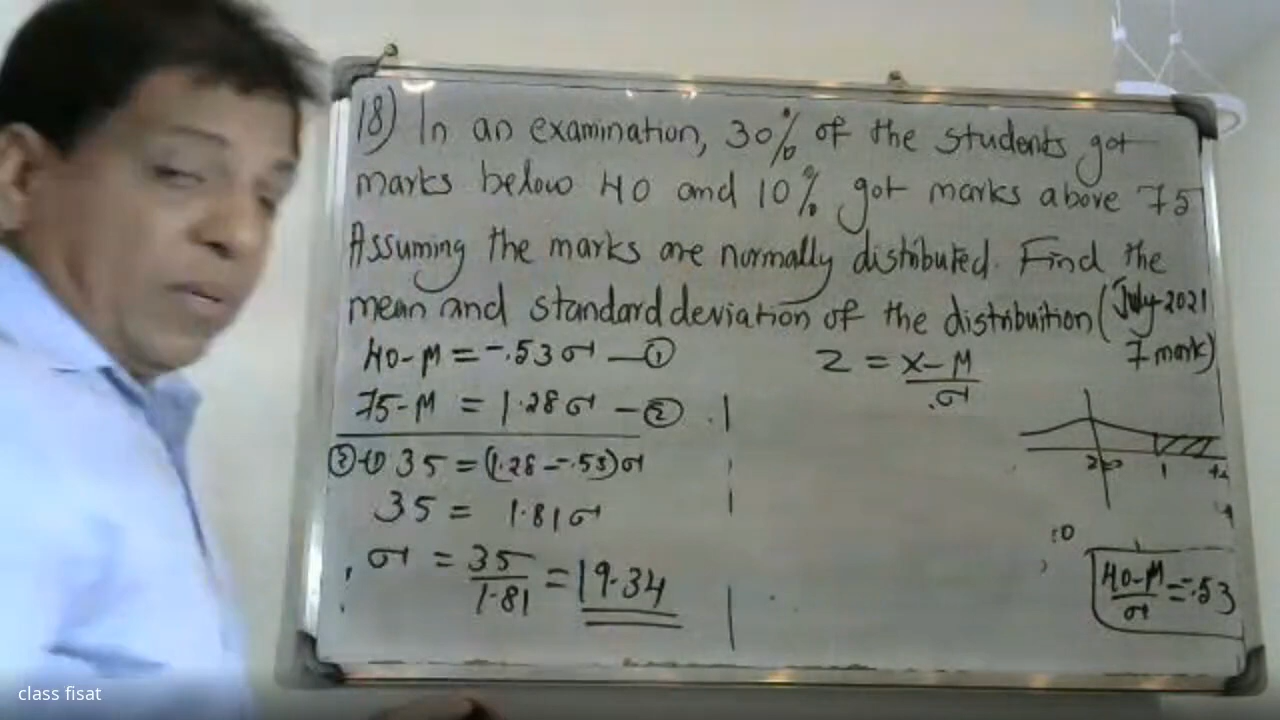 18) In an examination, 30% of the students got
marks below 40 and 10% got marks above 75
Assuming the marks are normally distributed. Find the
mean and standard deviation of the distribuition (July-2021
7 mark)
40-M = -.53σ —①
75-M = 1.28σ —②
②-① 35 = (1.28 - -.53)σ
35 = 1.81σ
σ = 35/1.81 = 19.34
Z = X-M/σ
40-M/σ = -.53
class fisat